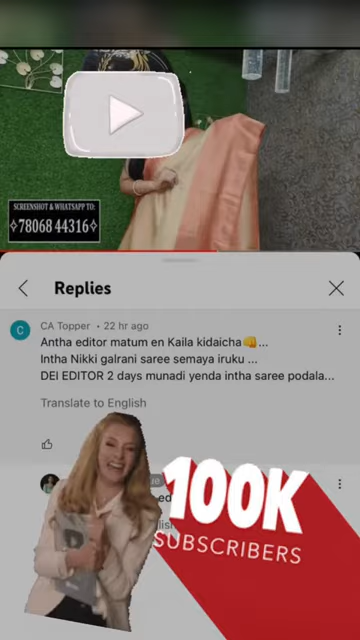 SCREENSHOT & WHATSAPP TO:
78068 44316
Replies
C
CA Topper • 22 hr ago
Antha editor matum en Kaila kidaicha👊...
Intha Nikki galrani saree semaya iruku ...
DEI EDITOR 2 days munadi yenda intha saree podala...
Translate to English
100K
SUBSCRIBERS